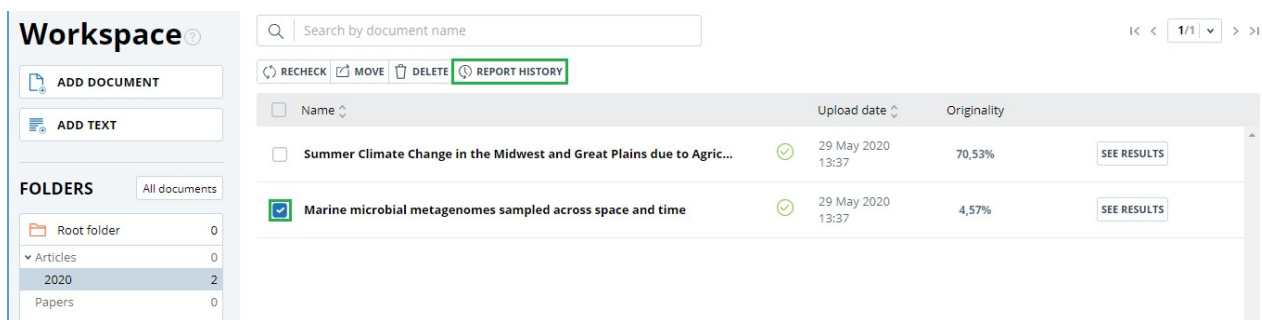 Workspace
Search by document name
1/1
ADD DOCUMENT
RECHECK MOVE DELETE REPORT HISTORY
Name Upload date Originality
ADD TEXT
Summer Climate Change in the Midwest and Great Plains due to Agric... 29 May 2020 70,53% SEE RESULTS
13:37
FOLDERS All documents
Marine microbial metagenomes sampled across space and time 29 May 2020 4,57% SEE RESULTS
13:37
Root folder 0
Articles 0
2020 2
Papers 0